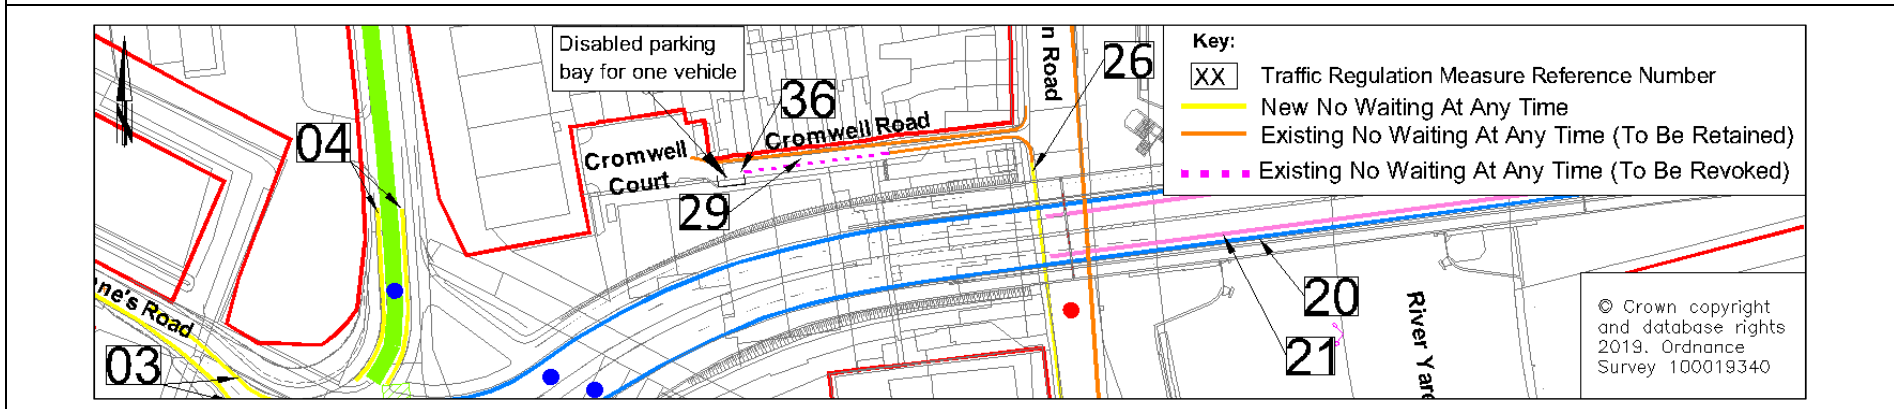 Disabled parking
bay for one vehicle
n Road
26
36
04
Cromwell Road
Cromwell
Court
29
ne's Road
03
20
21
River Yare
Key:
XX Traffic Regulation Measure Reference Number
New No Waiting At Any Time
Existing No Waiting At Any Time (To Be Retained)
Existing No Waiting At Any Time (To Be Revoked)
© Crown copyright
and database rights
2019. Ordnance
Survey 100019340